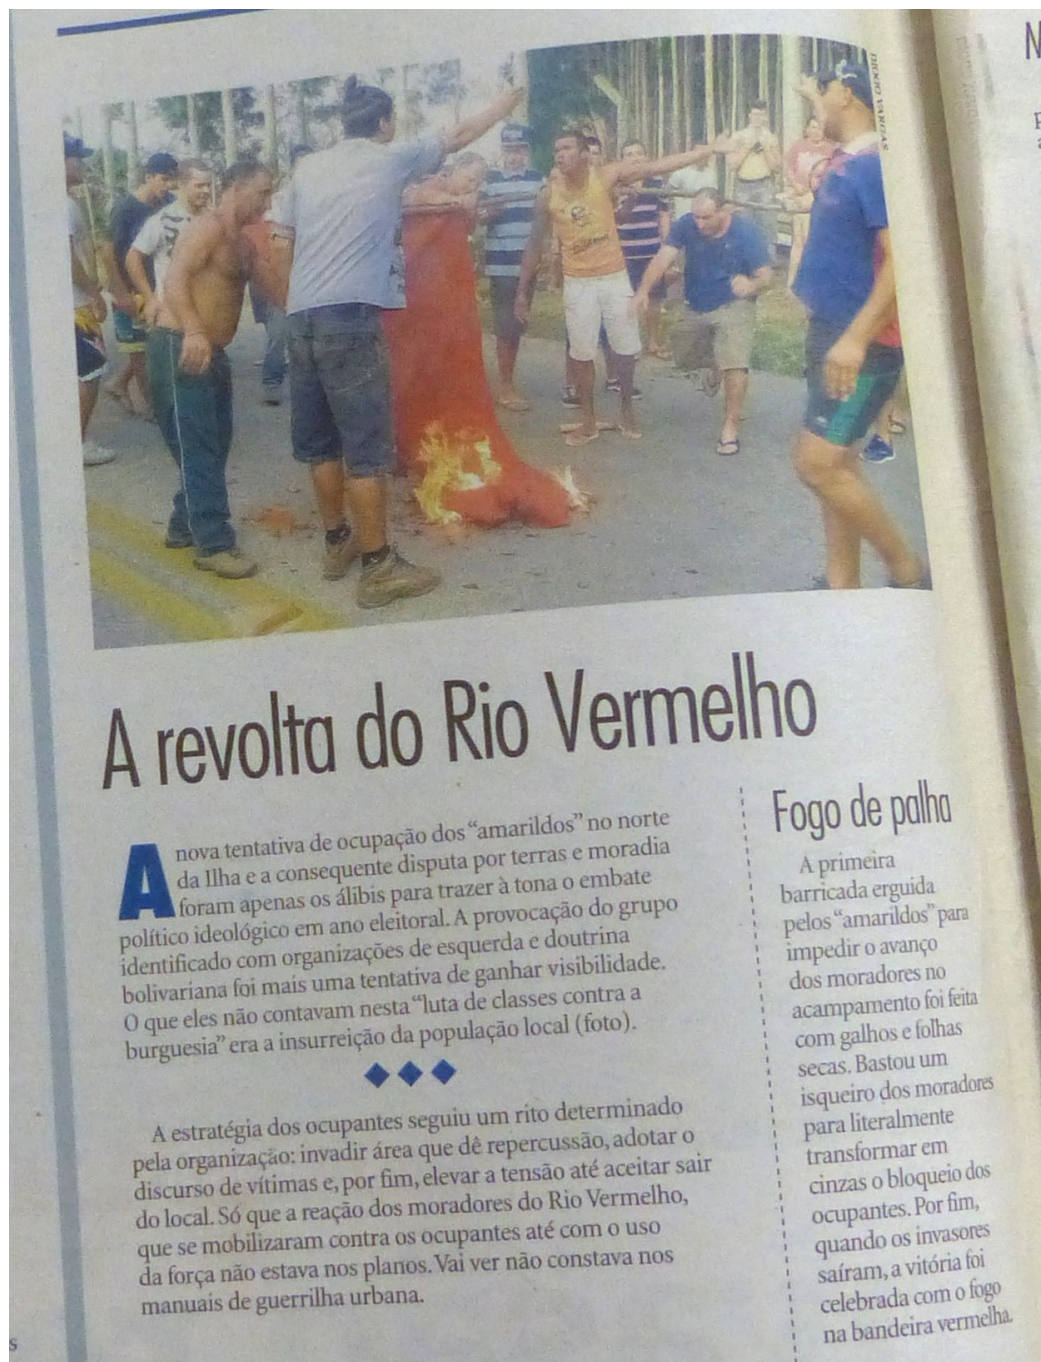 DIOGO VARGAS
A revolta do Rio Vermelho
A nova tentativa de ocupação dos “amarildos” no norte
da Ilha e a consequente disputa por terras e moradia
foram apenas os álibis para trazer à tona o embate
político ideológico em ano eleitoral. A provocação do grupo
identificado com organizações de esquerda e doutrina
bolivariana foi mais uma tentativa de ganhar visibilidade.
O que eles não contavam nesta “luta de classes contra a
burguesia” era a insurreição da população local (foto).
A estratégia dos ocupantes seguiu um rito determinado
pela organização: invadir área que dê repercussão, adotar o
discurso de vítimas e, por fim, elevar a tensão até aceitar sair
do local. Só que a reação dos moradores do Rio Vermelho,
que se mobilizaram contra os ocupantes até com o uso
da força não estava nos planos. Vai ver não constava nos
manuais de guerrilha urbana.
Fogo de palha
A primeira
barricada erguida
pelos “amarildos” para
impedir o avanço
dos moradores no
acampamento foi feita
com galhos e folhas
secas. Bastou um
isqueiro dos moradores
para literalmente
transformar em
cinzas o bloqueio dos
ocupantes. Por fim,
quando os invasores
saíram, a vitória foi
celebrada com o fogo
na bandeira vermelha.